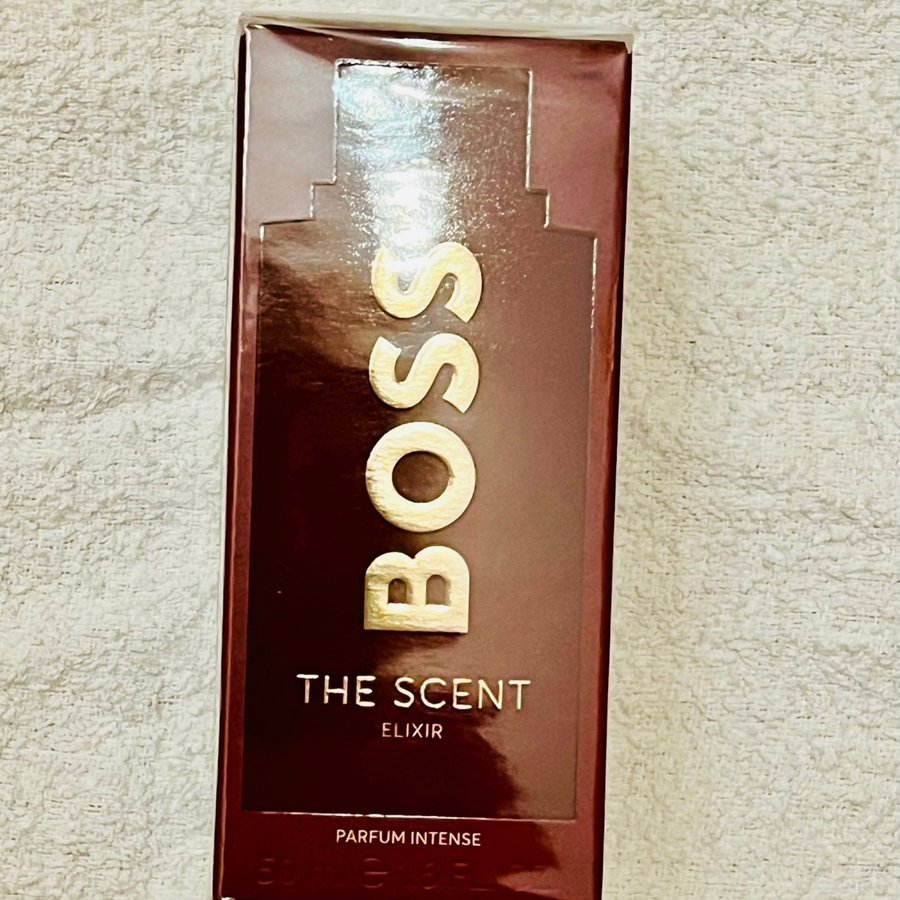 BOSS
THE SCENT
ELIXIR
PARFUM INTENSE